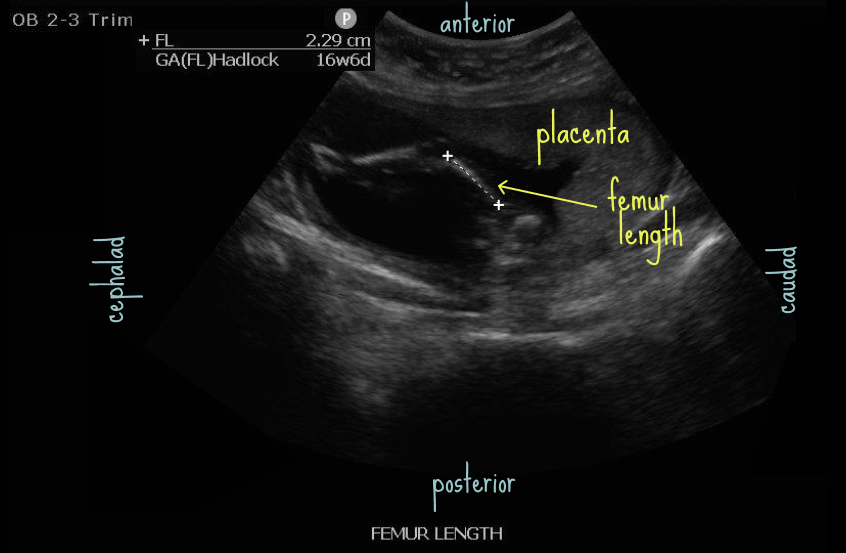 OB 2-3 Trim
P
+ FL 2.29 cm
GA(FL)Hadlock 16w6d
anterior
placenta
femur
length
cephalad
caudad
posterior
FEMUR LENGTH